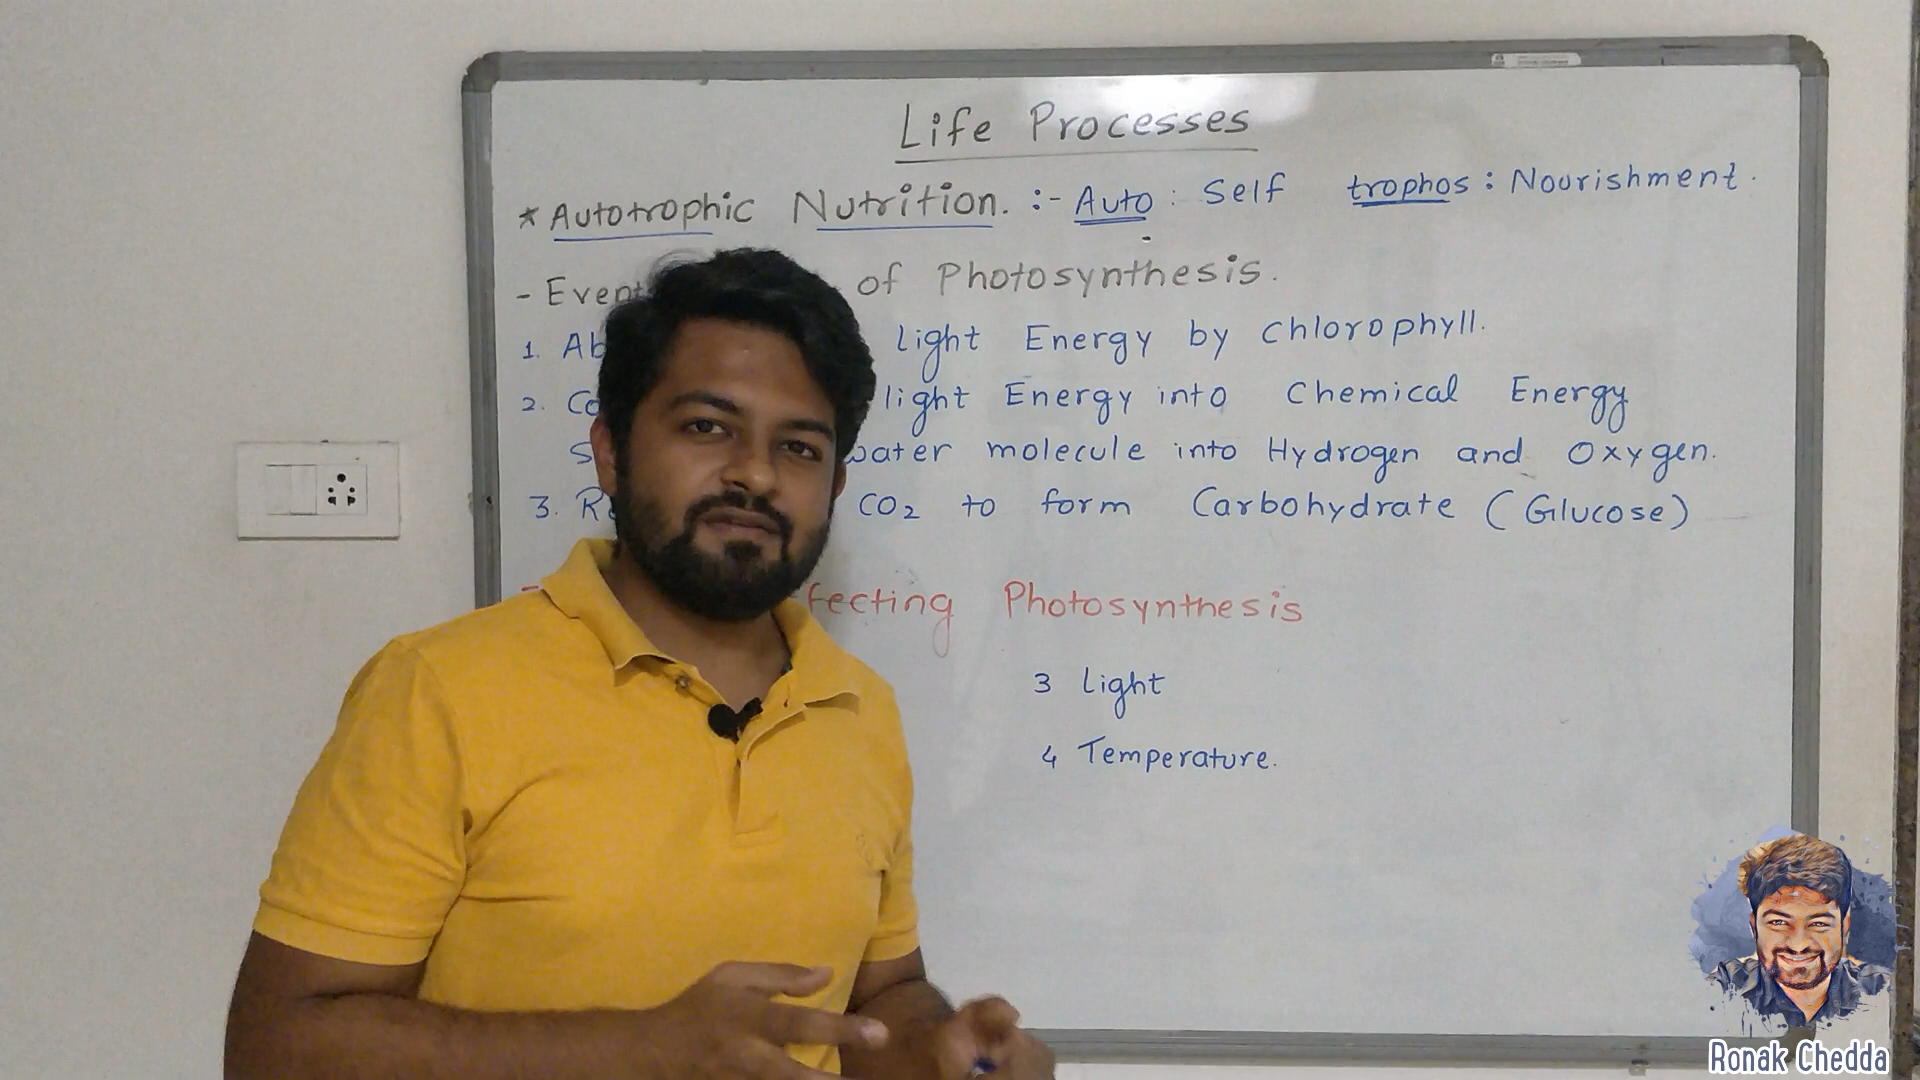 Life Processes
* Autotrophic Nutrition. :- Auto : Self trophos : Nourishment.
- Event of Photosynthesis.
1. Ab light Energy by chlorophyll.
2. Co light Energy into Chemical Energy
S water molecule into Hydrogen and Oxygen.
3. Re CO2 to form Carbohydrate (Glucose)
- fecting Photosynthesis
3 Light
4 Temperature.
Ronak Chedda